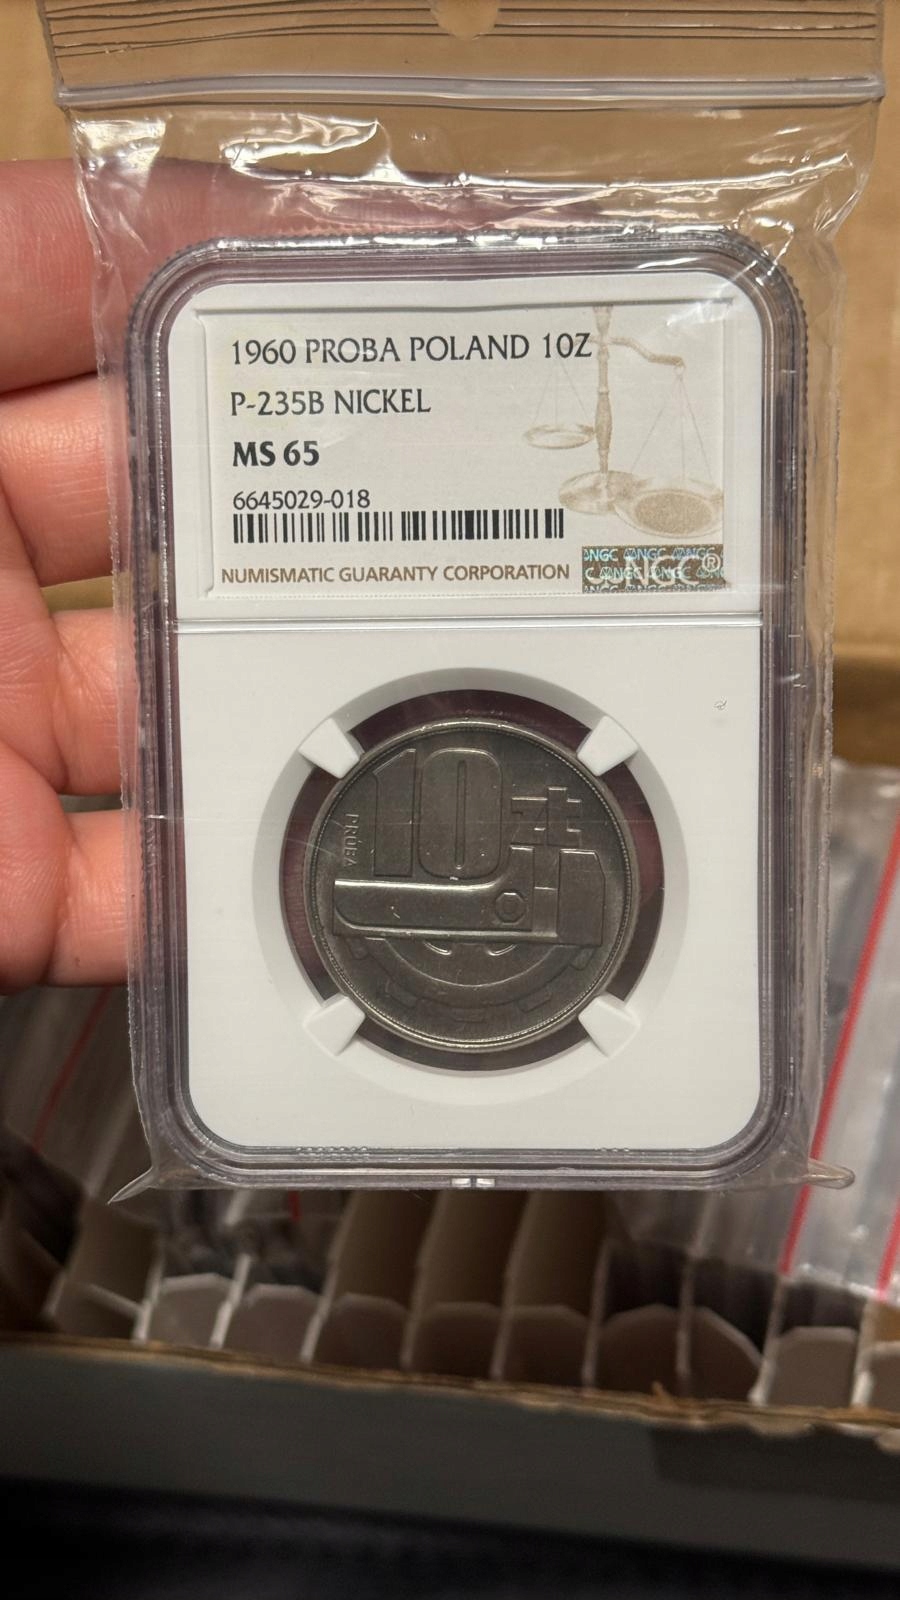 1960 PROBA POLAND 10Z
P-235B NICKEL
MS 65
6645029-018
NUMISMATIC GUARANTY CORPORATION
NGC®
10 zł
PRÓBA